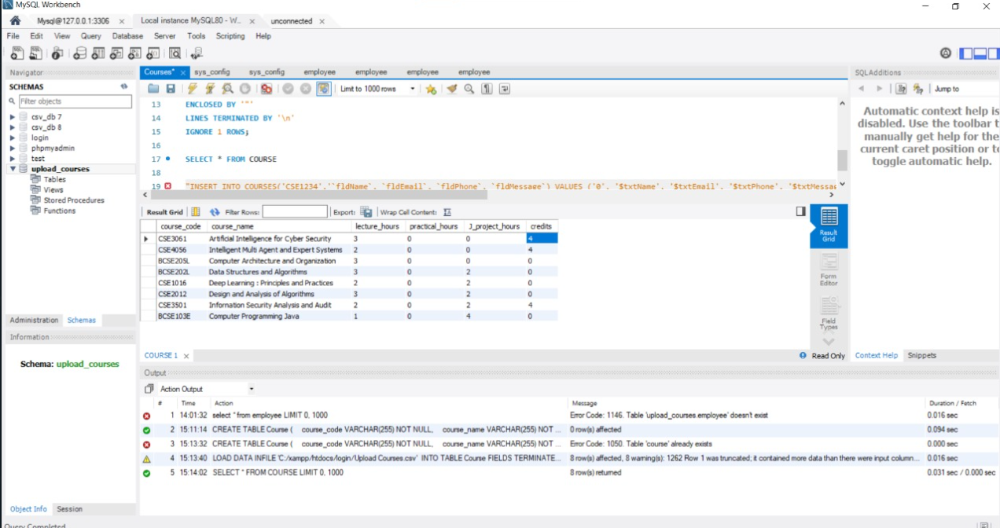 MySQL Workbench
Mysql@127.0.0.1:3306 × Local instance MySQL80 - W... × unconnected ×
File Edit View Query Database Server Tools Scripting Help
Navigator
SCHEMAS
Filter objects
csv_db 7
csv_db 8
login
phpmyadmin
test
upload_courses
Tables
Views
Stored Procedures
Functions
Administration Schemas
Information
Schema: upload_courses
Object Info Session
Query Completed
Courses* × sys_config sys_config employee employee employee employee
Limit to 1000 rows
13 ENCLOSED BY '"'
14 LINES TERMINATED BY '\n'
15 IGNORE 1 ROWS;
16
17 SELECT * FROM COURSE
18
19 "INSERT INTO COURSES('CSE1234',''`fldName`, `fldEmail`, `fldPhone`, `fldMessage`) VALUES ('0', '$txtName', '$txtEmail', '$txtPhone', '$txtMessag
Result Grid Filter Rows: Export: Wrap Cell Content:
course_code course_name lecture_hours practical_hours J_project_hours credits
CSE3061 Artificial Intelligence for Cyber Security 3 0 0 4
CSE4056 Intelligent Multi Agent and Expert Systems 2 0 0 4
BCSE205L Computer Architecture and Organization 3 0 0 0
BCSE202L Data Structures and Algorithms 3 0 2 0
CSE1016 Deep Learning : Principles and Practices 2 0 2 0
CSE2012 Design and Analysis of Algorithms 3 0 2 0
CSE3501 Information Security Analysis and Audit 2 0 2 4
BCSE103E Computer Programming Java 1 0 4 0
Result Grid
Form Editor
Field Types
COURSE 1 × Read Only
Output
Action Output
# Time Action Message Duration / Fetch
1 14:01:32 select * from employee LIMIT 0, 1000 Error Code: 1146. Table 'upload_courses.employee' doesn't exist 0.016 sec
2 15:11:14 CREATE TABLE Course ( course_code VARCHAR(255) NOT NULL, course_name VARCHAR(255) NOT ... 0 row(s) affected 0.094 sec
3 15:13:32 CREATE TABLE Course ( course_code VARCHAR(255) NOT NULL, course_name VARCHAR(255) NOT ... Error Code: 1050. Table 'course' already exists 0.000 sec
4 15:13:40 LOAD DATA INFILE 'C:/xampp/htdocs/login/Upload Courses.csv' INTO TABLE Course FIELDS TERMINATE... 8 row(s) affected, 8 warning(s): 1262 Row 1 was truncated; it contained more data than there were input column... 0.016 sec
5 15:14:02 SELECT * FROM COURSE LIMIT 0, 1000 8 row(s) returned 0.031 sec / 0.000 sec
SQLAdditions
Jump to
Automatic context help is
disabled. Use the toolbar t
manually get help for the
current caret position or to
toggle automatic help.
Context Help Snippets